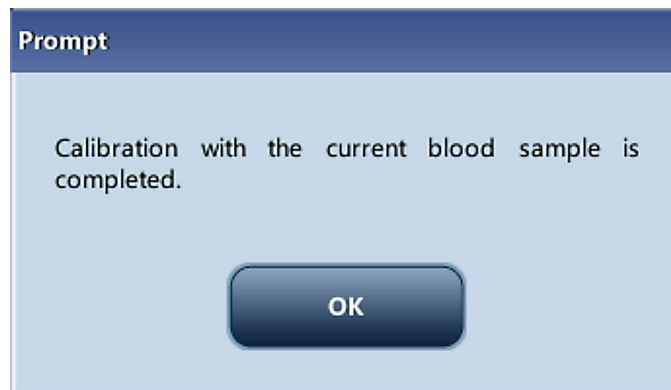 Prompt
Calibration with the current blood sample is
completed.
OK